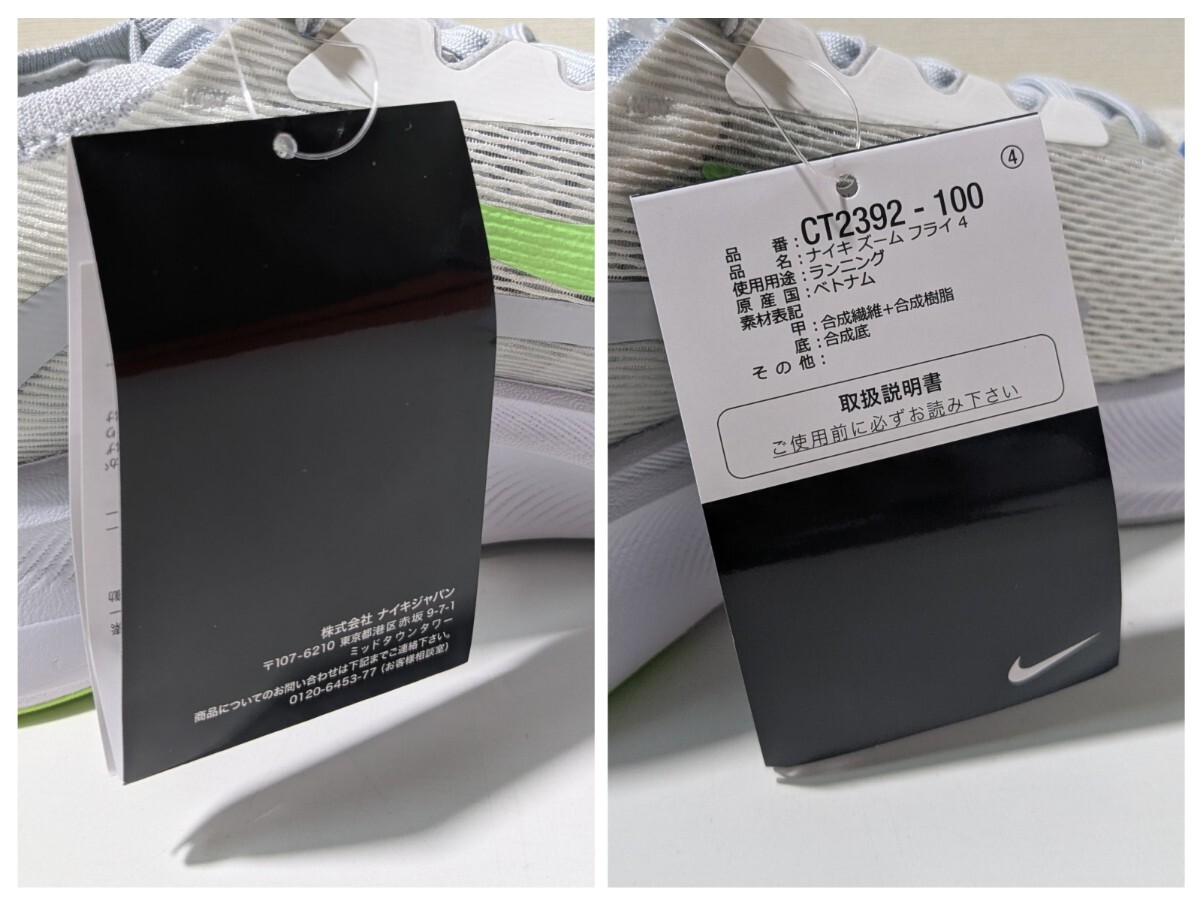 株式会社 ナイキジャパン
〒107-6210 東京都港区赤坂 9-7-1
ミッドタウンタワー
商品についてのお問い合わせは下記までご連絡下さい。
0120-6453-77 (お客様相談室)
④
品番:CT2392-100
品名:ナイキ ズーム フライ 4
使用用途:ランニング
原産国:ベトナム
素材表記
甲:合成繊維+合成樹脂
底:合成底
その他:
取扱説明書
ご使用前に必ずお読み下さい